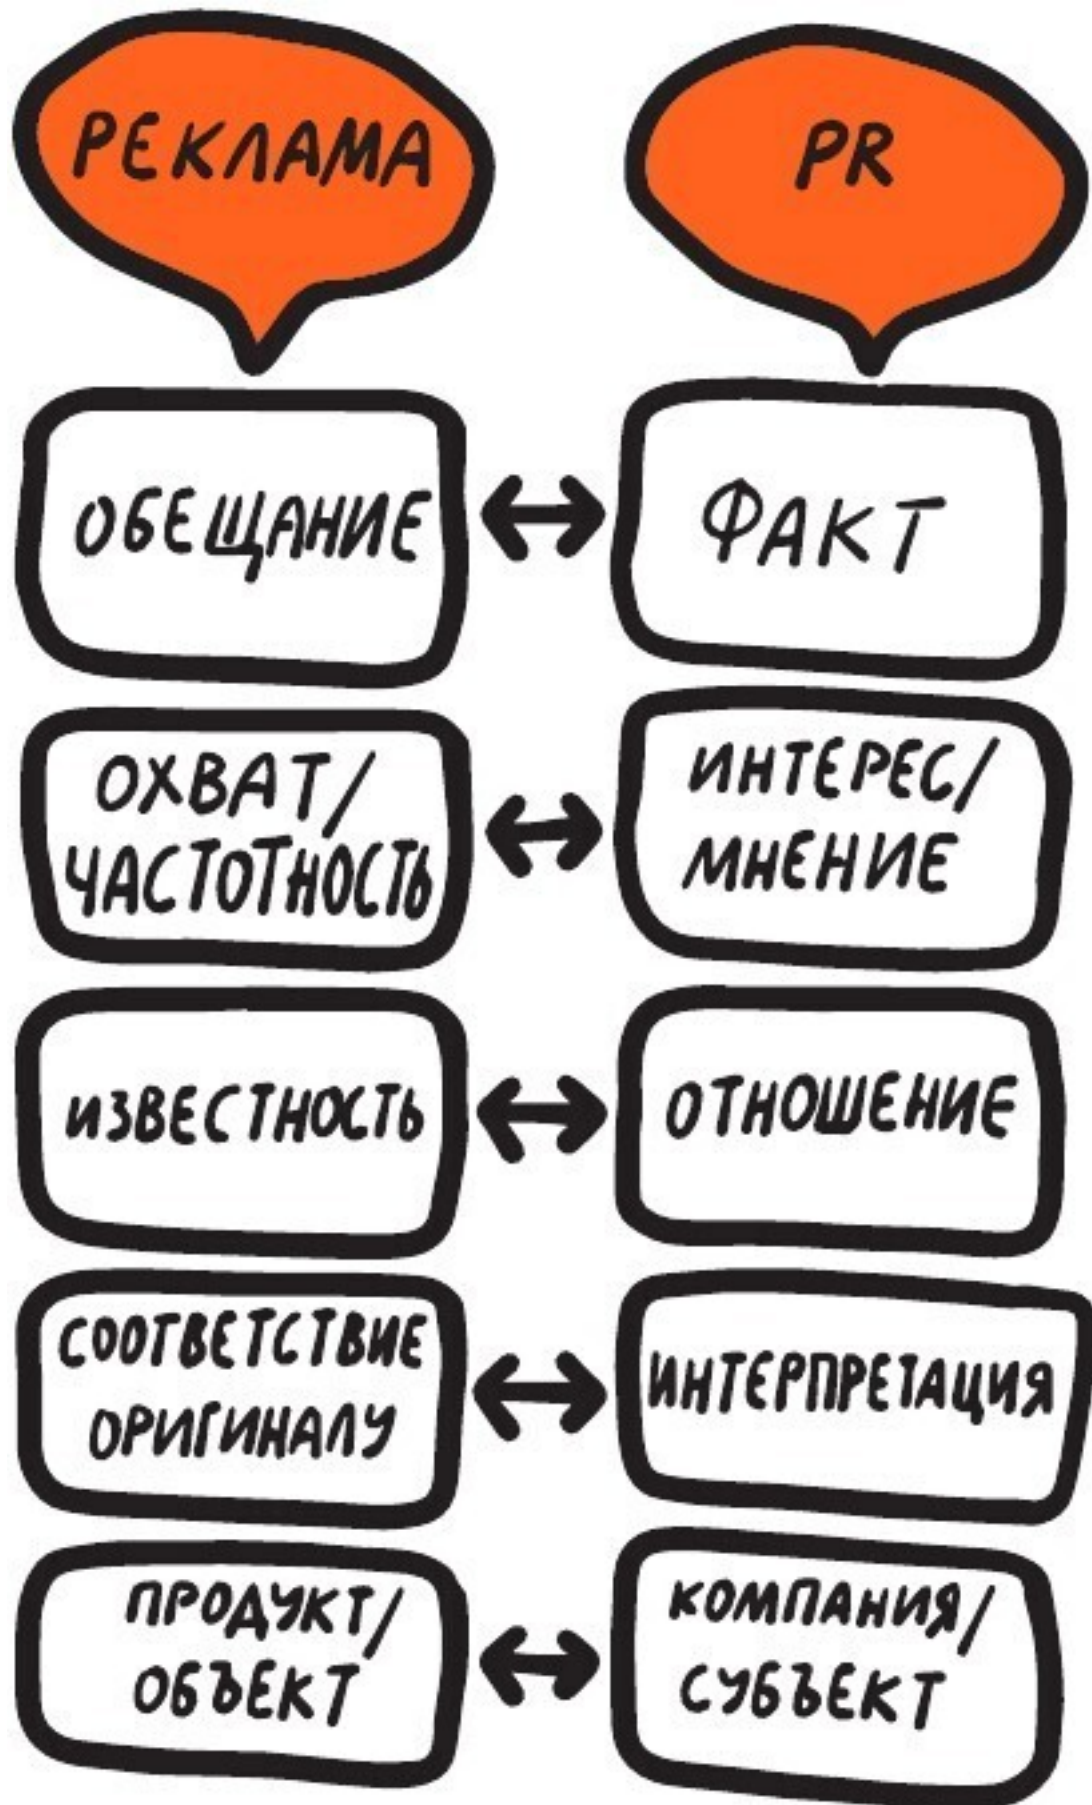 РЕКЛАМА
PR
ОБЕЩАНИЕ
ФАКТ
ОХВАТ/
ЧАСТОТНОСТЬ
ИНТЕРЕС/
МНЕНИЕ
ИЗВЕСТНОСТЬ
ОТНОШЕНИЕ
СООТВЕТСТВИЕ
ОРИГИНАЛУ
ИНТЕРПРЕТАЦИЯ
ПРОДУКТ/
ОБЪЕКТ
КОМПАНИЯ/
СУБЪЕКТ